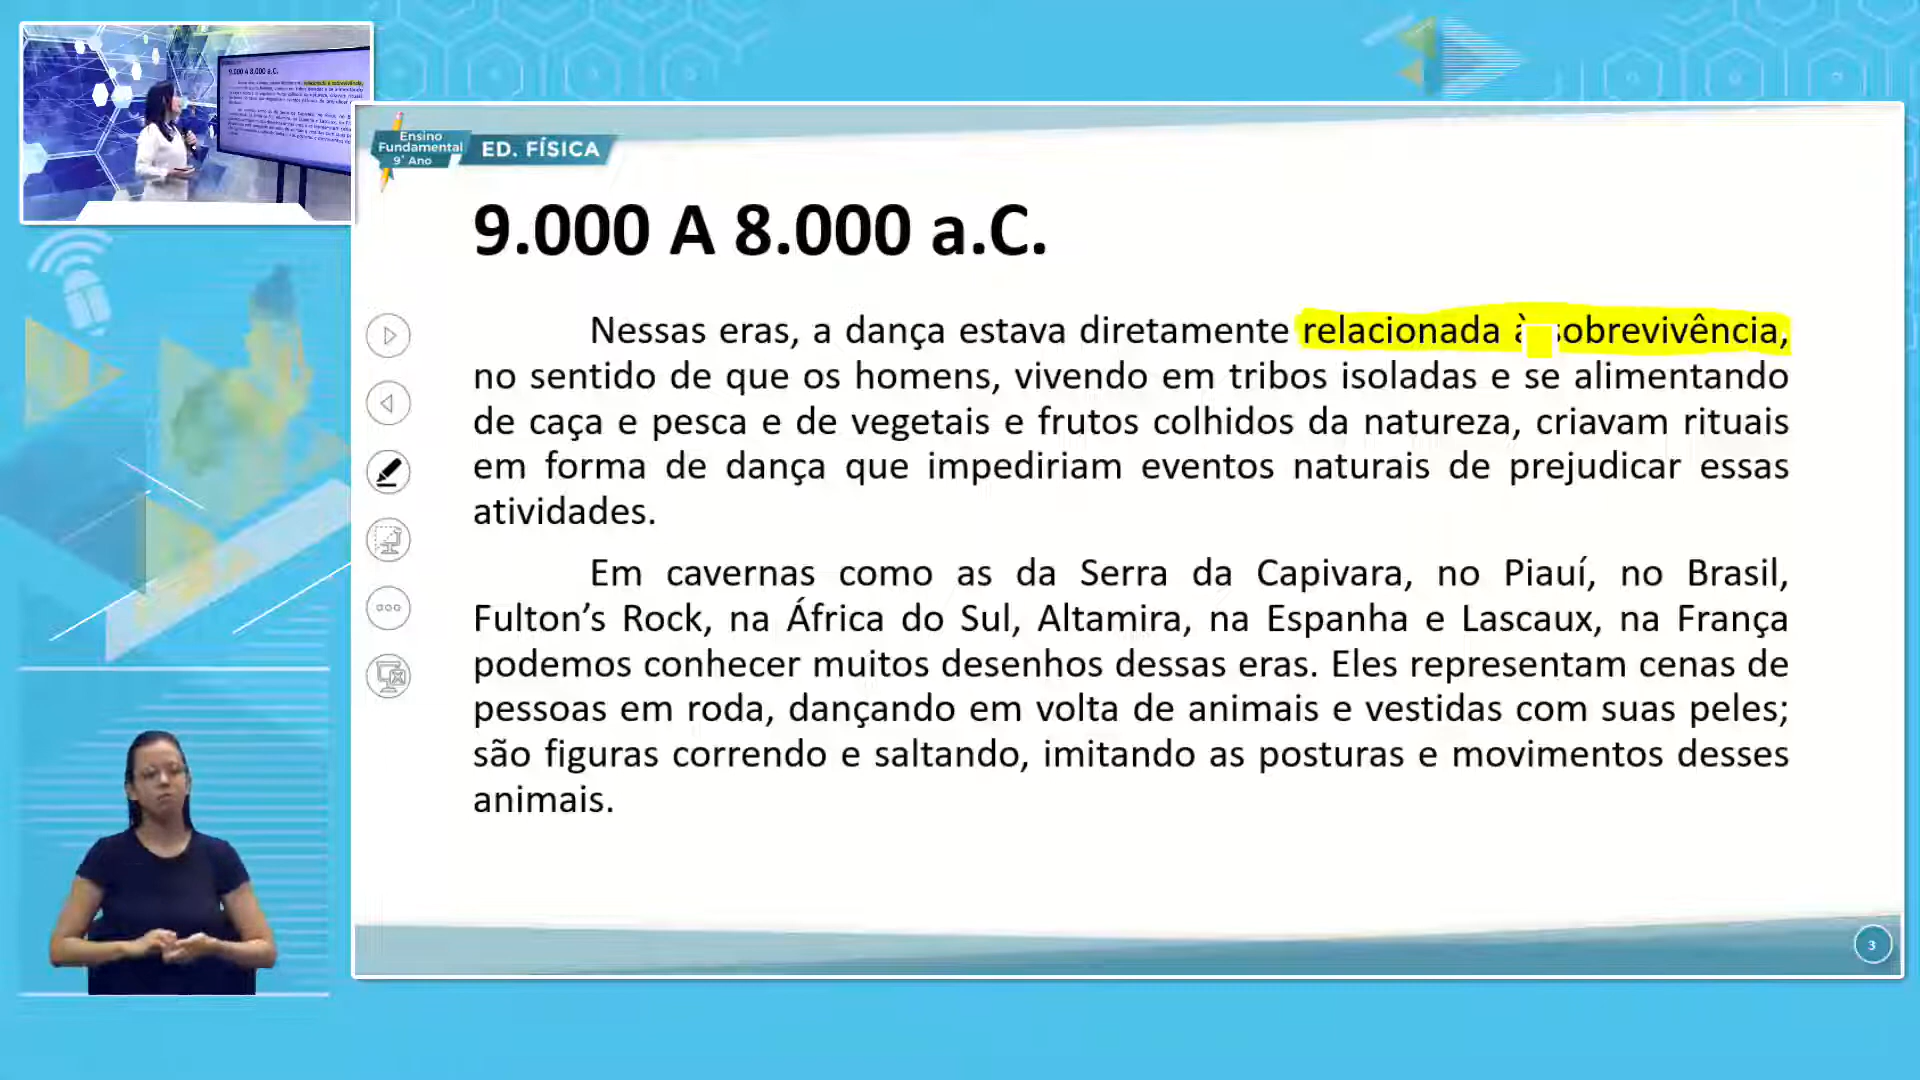 Ensino
Fundamental
9° Ano
ED. FÍSICA
9.000 A 8.000 a.C.
Nessas eras, a dança estava diretamente relacionada à sobrevivência,
no sentido de que os homens, vivendo em tribos isoladas e se alimentando
de caça e pesca e de vegetais e frutos colhidos da natureza, criavam rituais
em forma de dança que impediriam eventos naturais de prejudicar essas
atividades.
Em cavernas como as da Serra da Capivara, no Piauí, no Brasil,
Fulton’s Rock, na África do Sul, Altamira, na Espanha e Lascaux, na França
podemos conhecer muitos desenhos dessas eras. Eles representam cenas de
pessoas em roda, dançando em volta de animais e vestidas com suas peles;
são figuras correndo e saltando, imitando as posturas e movimentos desses
animais.
3
9.000 A 8.000 a.C.